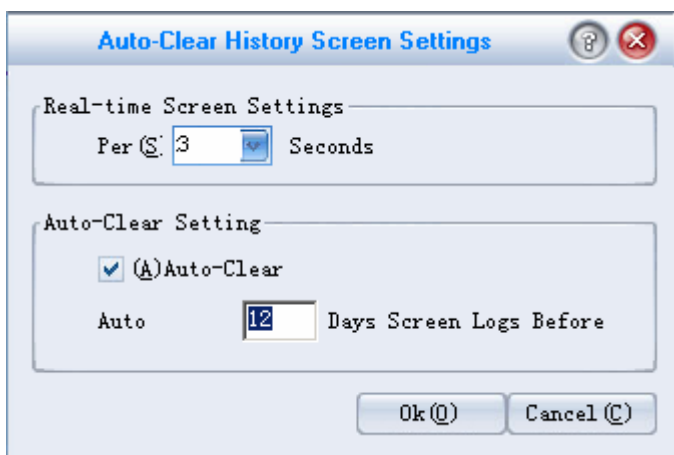 Auto-Clear History Screen Settings
Real-time Screen Settings
Per(S: 3 Seconds
Auto-Clear Setting
(A)Auto-Clear
Auto 12 Days Screen Logs Before
Ok(O) Cancel(C)